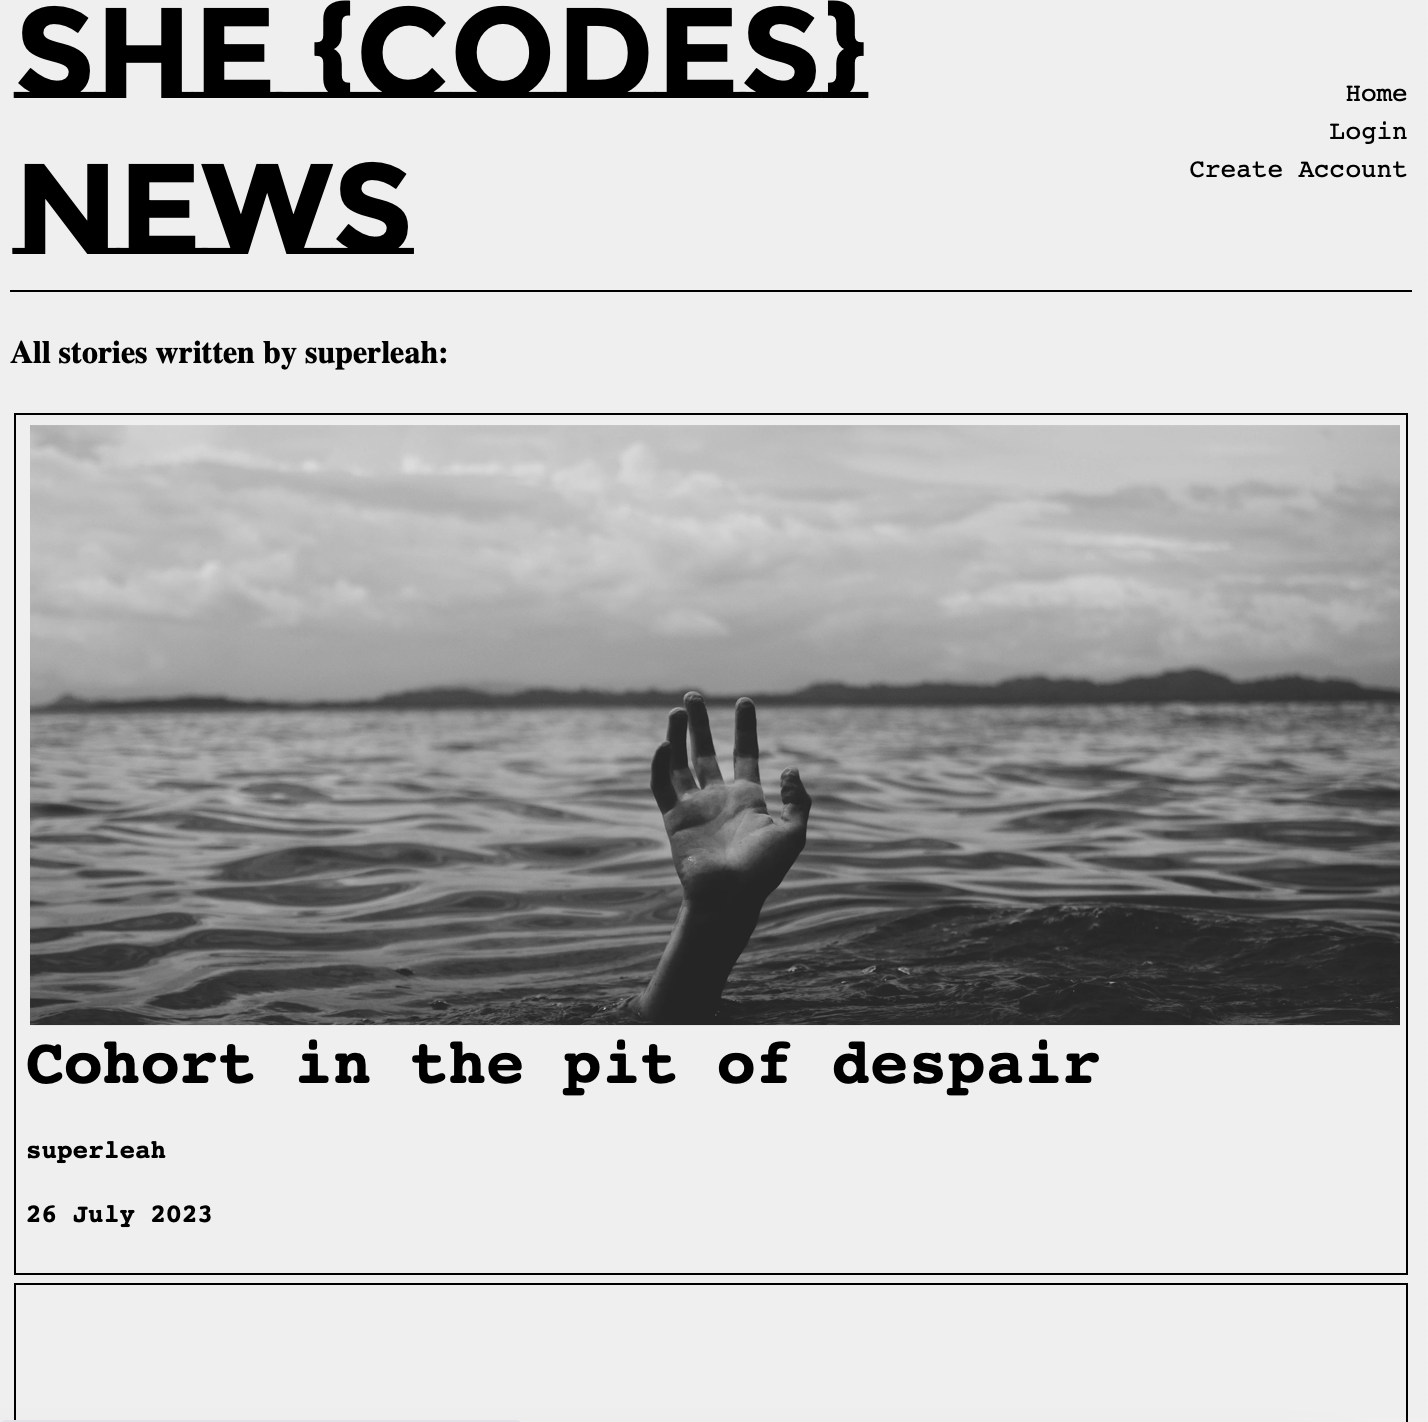 SHE {CODES}
NEWS
Home
Login
Create Account
All stories written by superleah:
Cohort in the pit of despair
superleah
26 July 2023